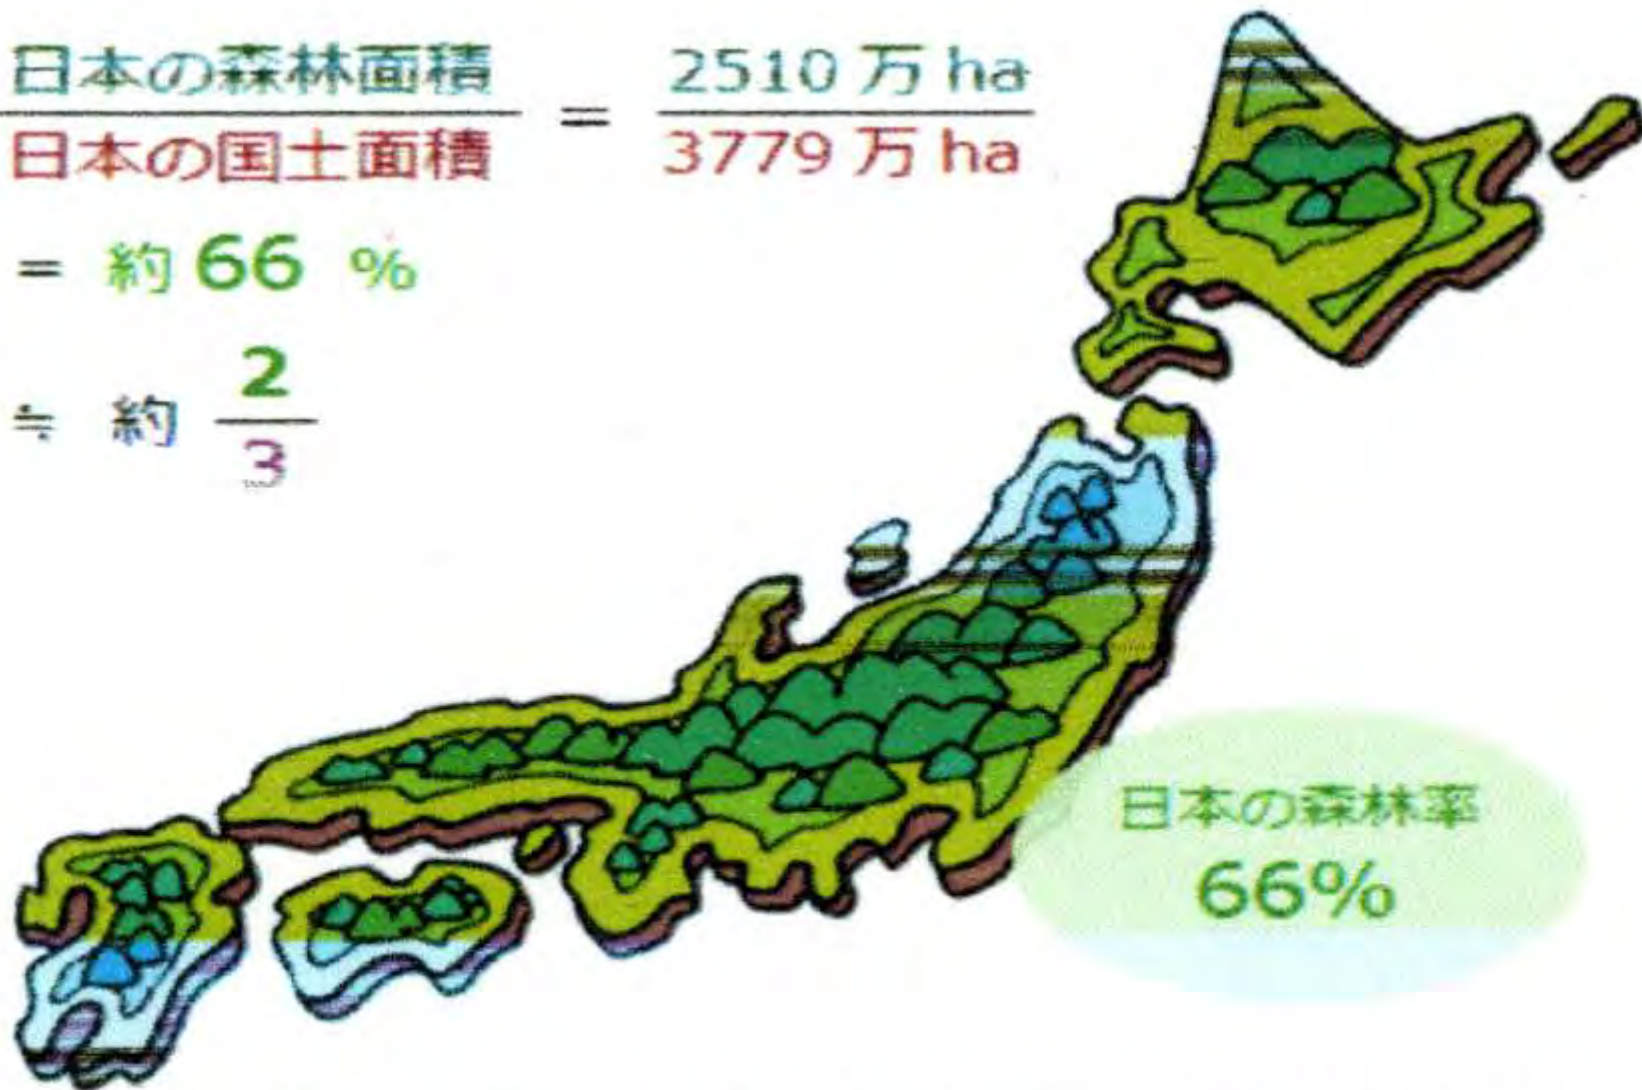 日本の森林面積
日本の国土面積
=
2510 万 ha
3779 万 ha
= 約 66 %
≒ 約
2
3
日本の森林率
66%